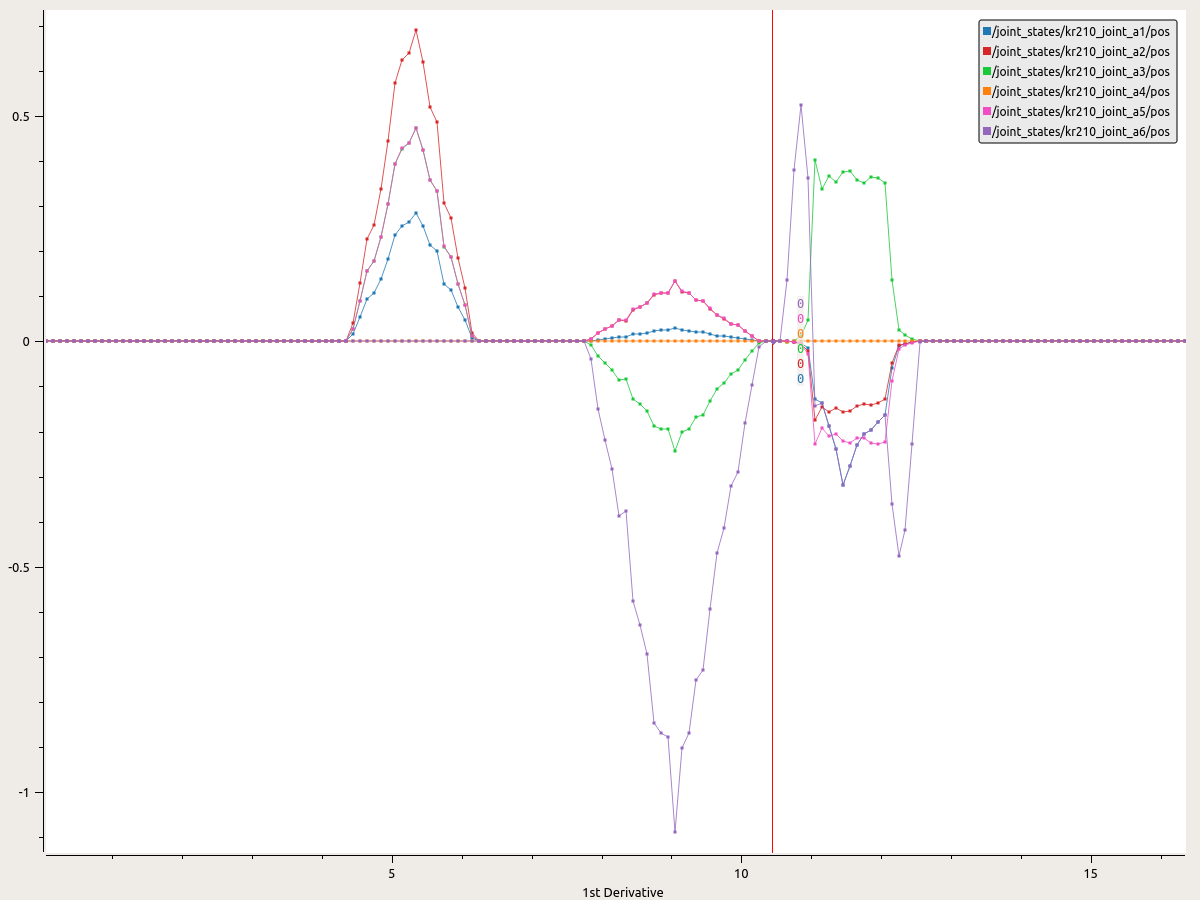 /joint_states/kr210_joint_a1/pos
/joint_states/kr210_joint_a2/pos
/joint_states/kr210_joint_a3/pos
/joint_states/kr210_joint_a4/pos
/joint_states/kr210_joint_a5/pos
/joint_states/kr210_joint_a6/pos
0.5
0
-0.5
-1
0
0
0
0
0
0
5
10
15
1st Derivative